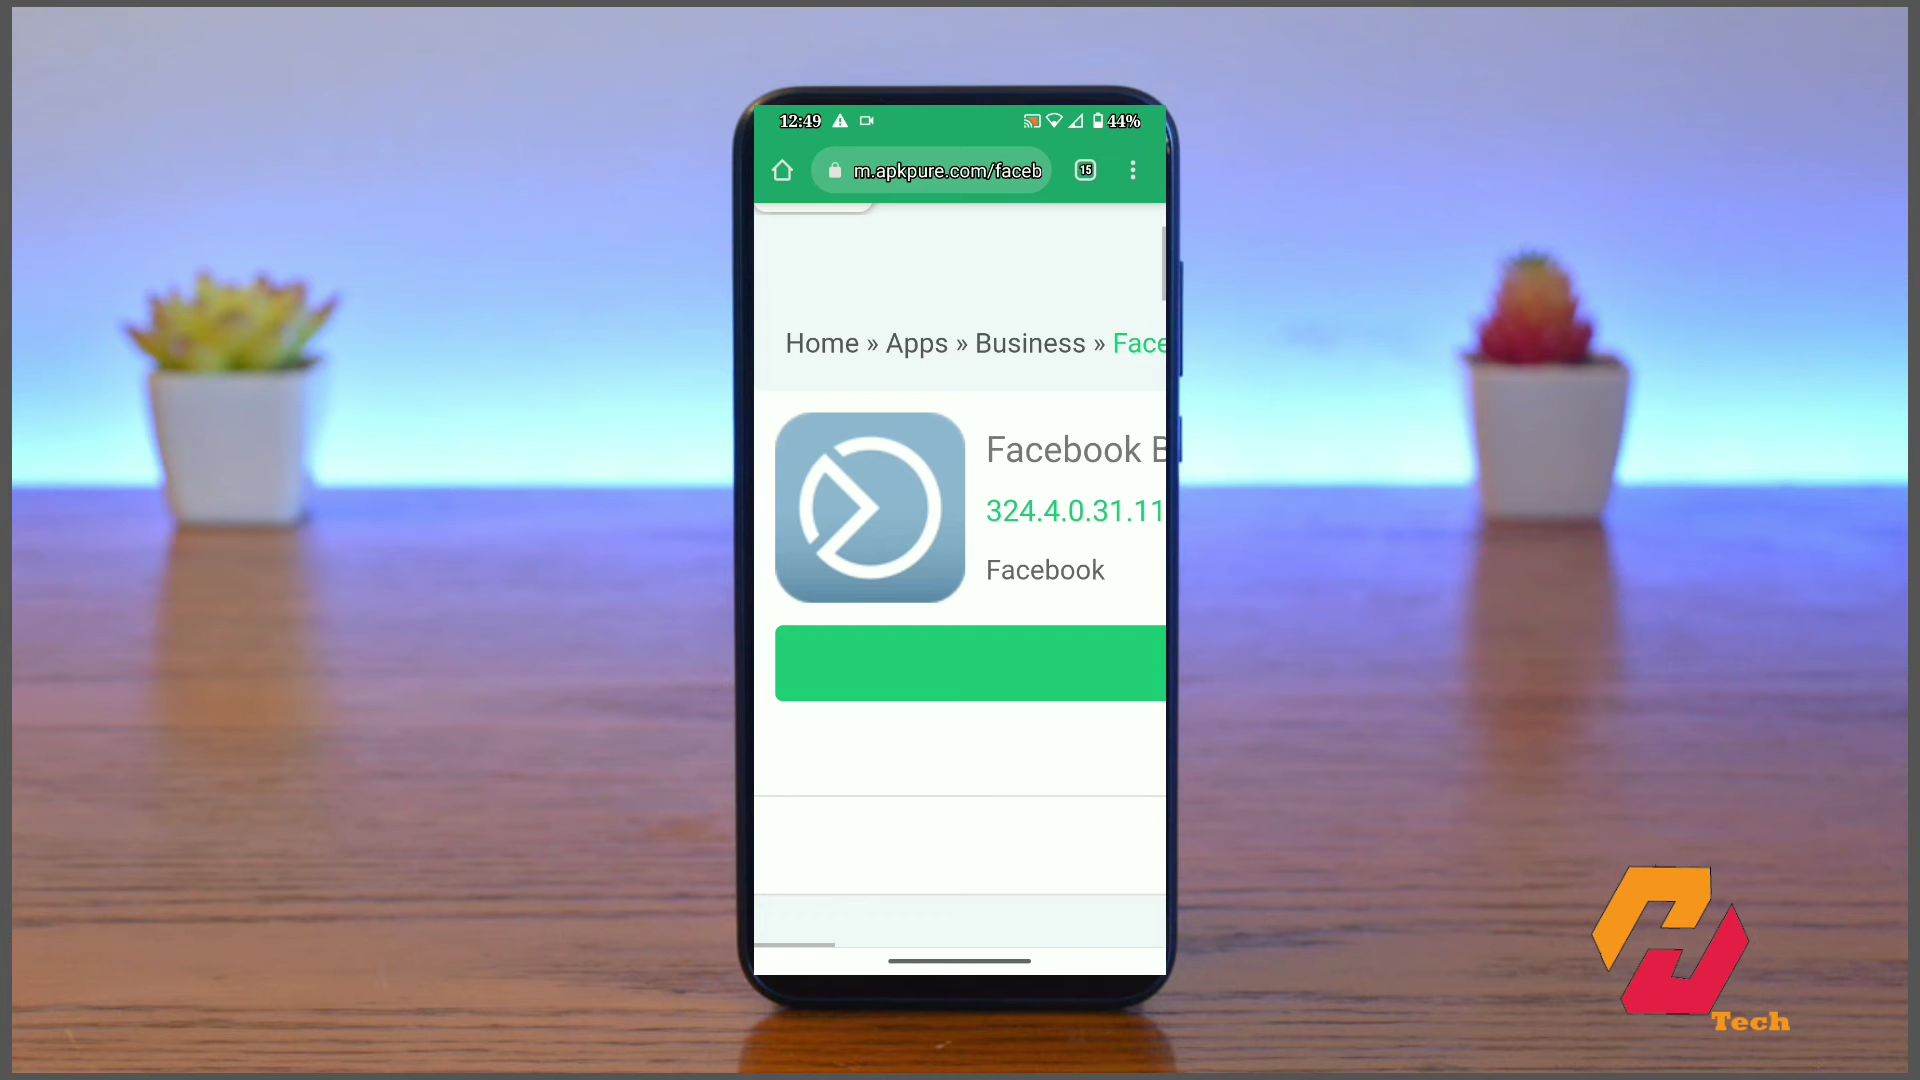 12:49 44%
m.apkpure.com/faceb 15
Home » Apps » Business » Face
Facebook B
324.4.0.31.11
Facebook
Tech